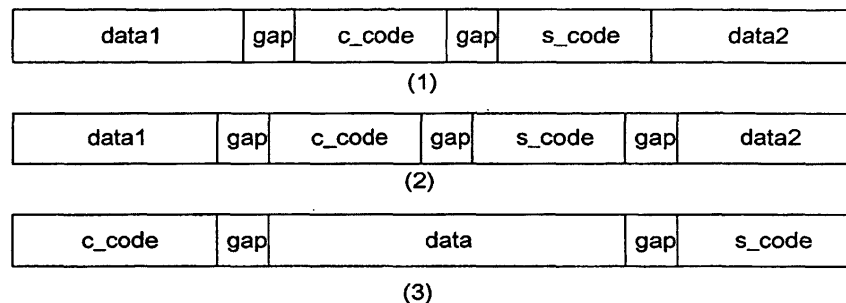 data1 gap c_code gap s_code data2
(1)
data1 gap c_code gap s_code gap data2
(2)
c_code gap data gap s_code
(3)